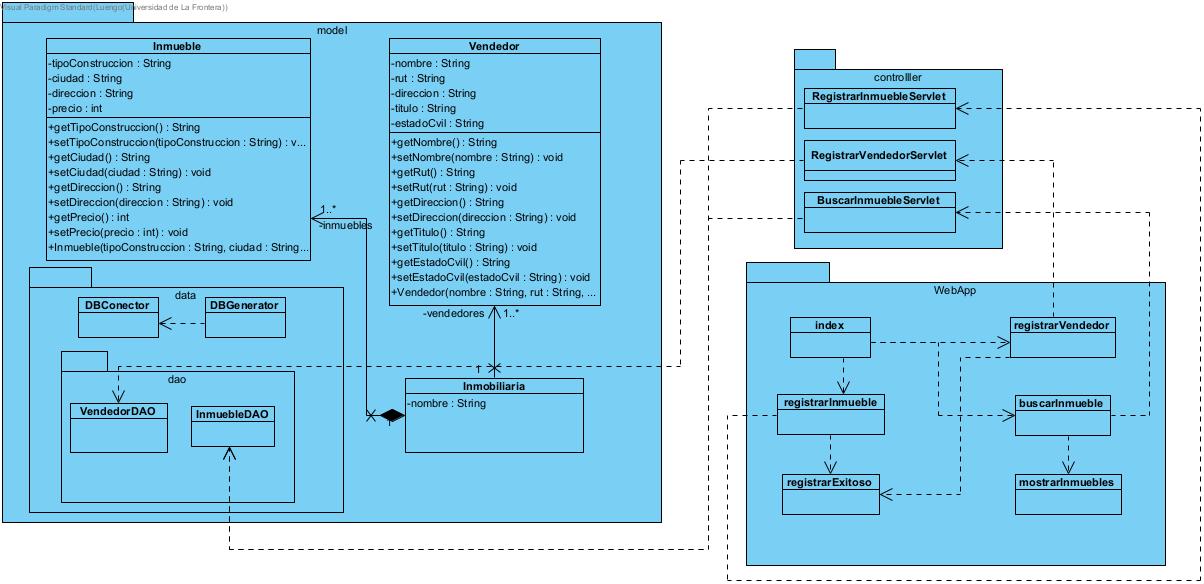 Visual Paradigm Standard(Luengo(Universidad de La Frontera))
model
Inmueble
-tipoConstruccion : String
-ciudad : String
-direccion : String
-precio : int
+getTipoConstruccion() : String
+setTipoConstruccion(tipoConstruccion : String) : v...
+getCiudad() : String
+setCiudad(ciudad : String) : void
+getDireccion() : String
+setDireccion(direccion : String) : void
+getPrecio() : int
+setPrecio(precio : int) : void
+Inmueble(tipoConstruccion : String, ciudad : String...
Vendedor
-nombre : String
-rut : String
-direccion : String
-titulo : String
-estadoCvil : String
+getNombre() : String
+setNombre(nombre : String) : void
+getRut() : String
+setRut(rut : String) : void
+getDireccion() : String
+setDireccion(direccion : String) : void
+getTitulo() : String
+setTitulo(titulo : String) : void
+getEstadoCvil() : String
+setEstadoCvil(estadoCvil : String) : void
+Vendedor(nombre : String, rut : String, ...
1..*
-inmuebles
-vendedores
1..*
1
1
Inmobiliaria
-nombre : String
data
DBConector
DBGenerator
dao
VendedorDAO
InmuebleDAO
controlller
RegistrarInmuebleServlet
RegistrarVendedorServlet
BuscarInmuebleServlet
WebApp
index
registrarVendedor
registrarInmueble
buscarInmueble
registrarExitoso
mostrarInmuebles